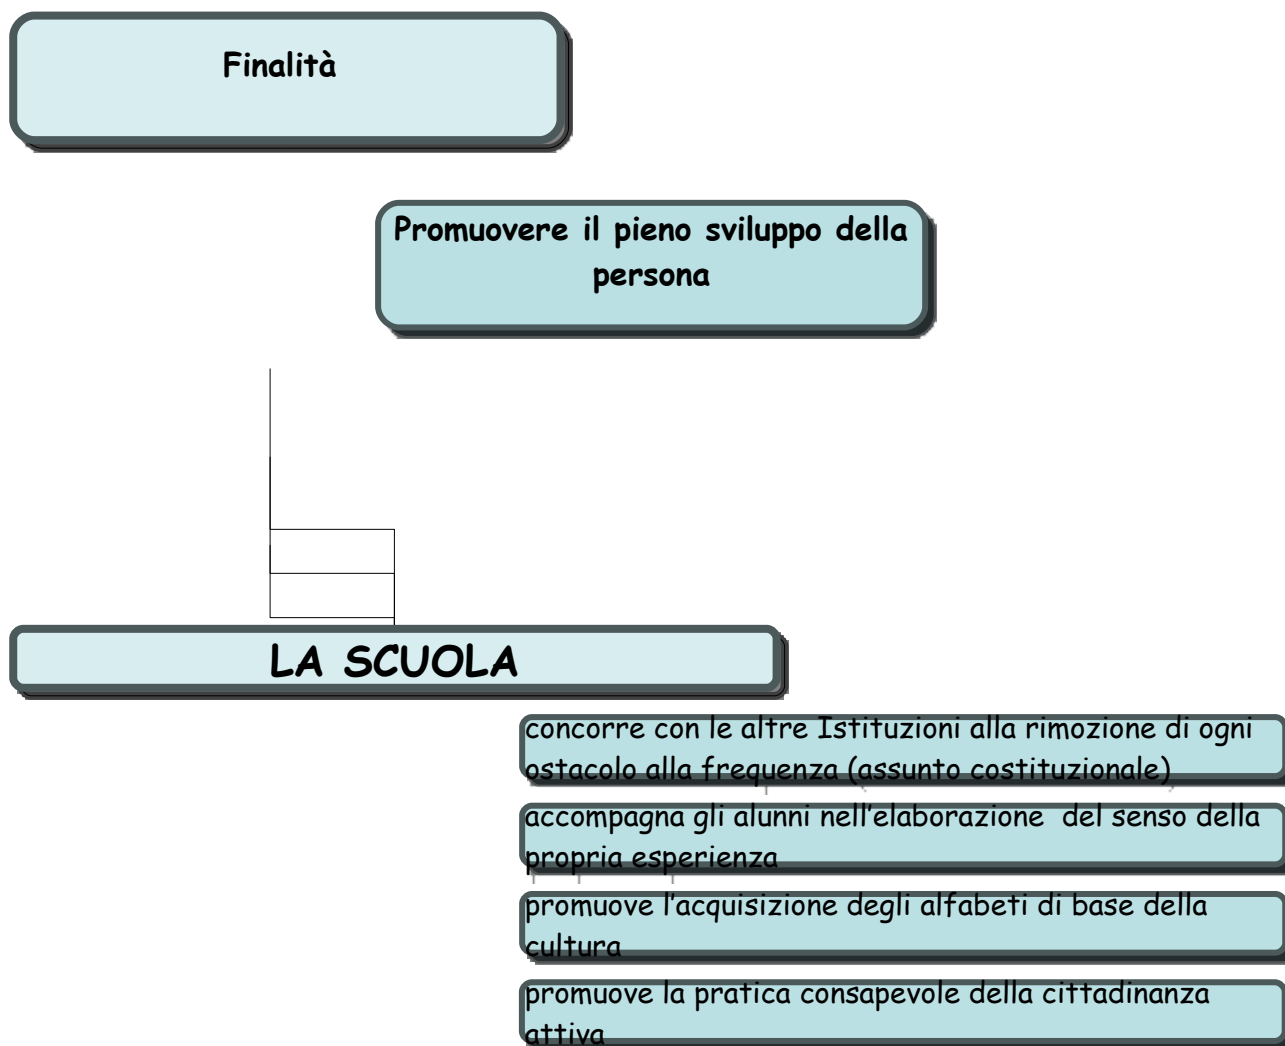 Finalità
Promuovere il pieno sviluppo della
persona
LA SCUOLA
concorre con le altre Istituzioni alla rimozione di ogni
ostacolo alla frequenza (assunto costituzionale)
accompagna gli alunni nell'elaborazione  del senso della
propria esperienza
promuove l'acquisizione degli alfabeti di base della
cultura
promuove la pratica consapevole della cittadinanza
attiva